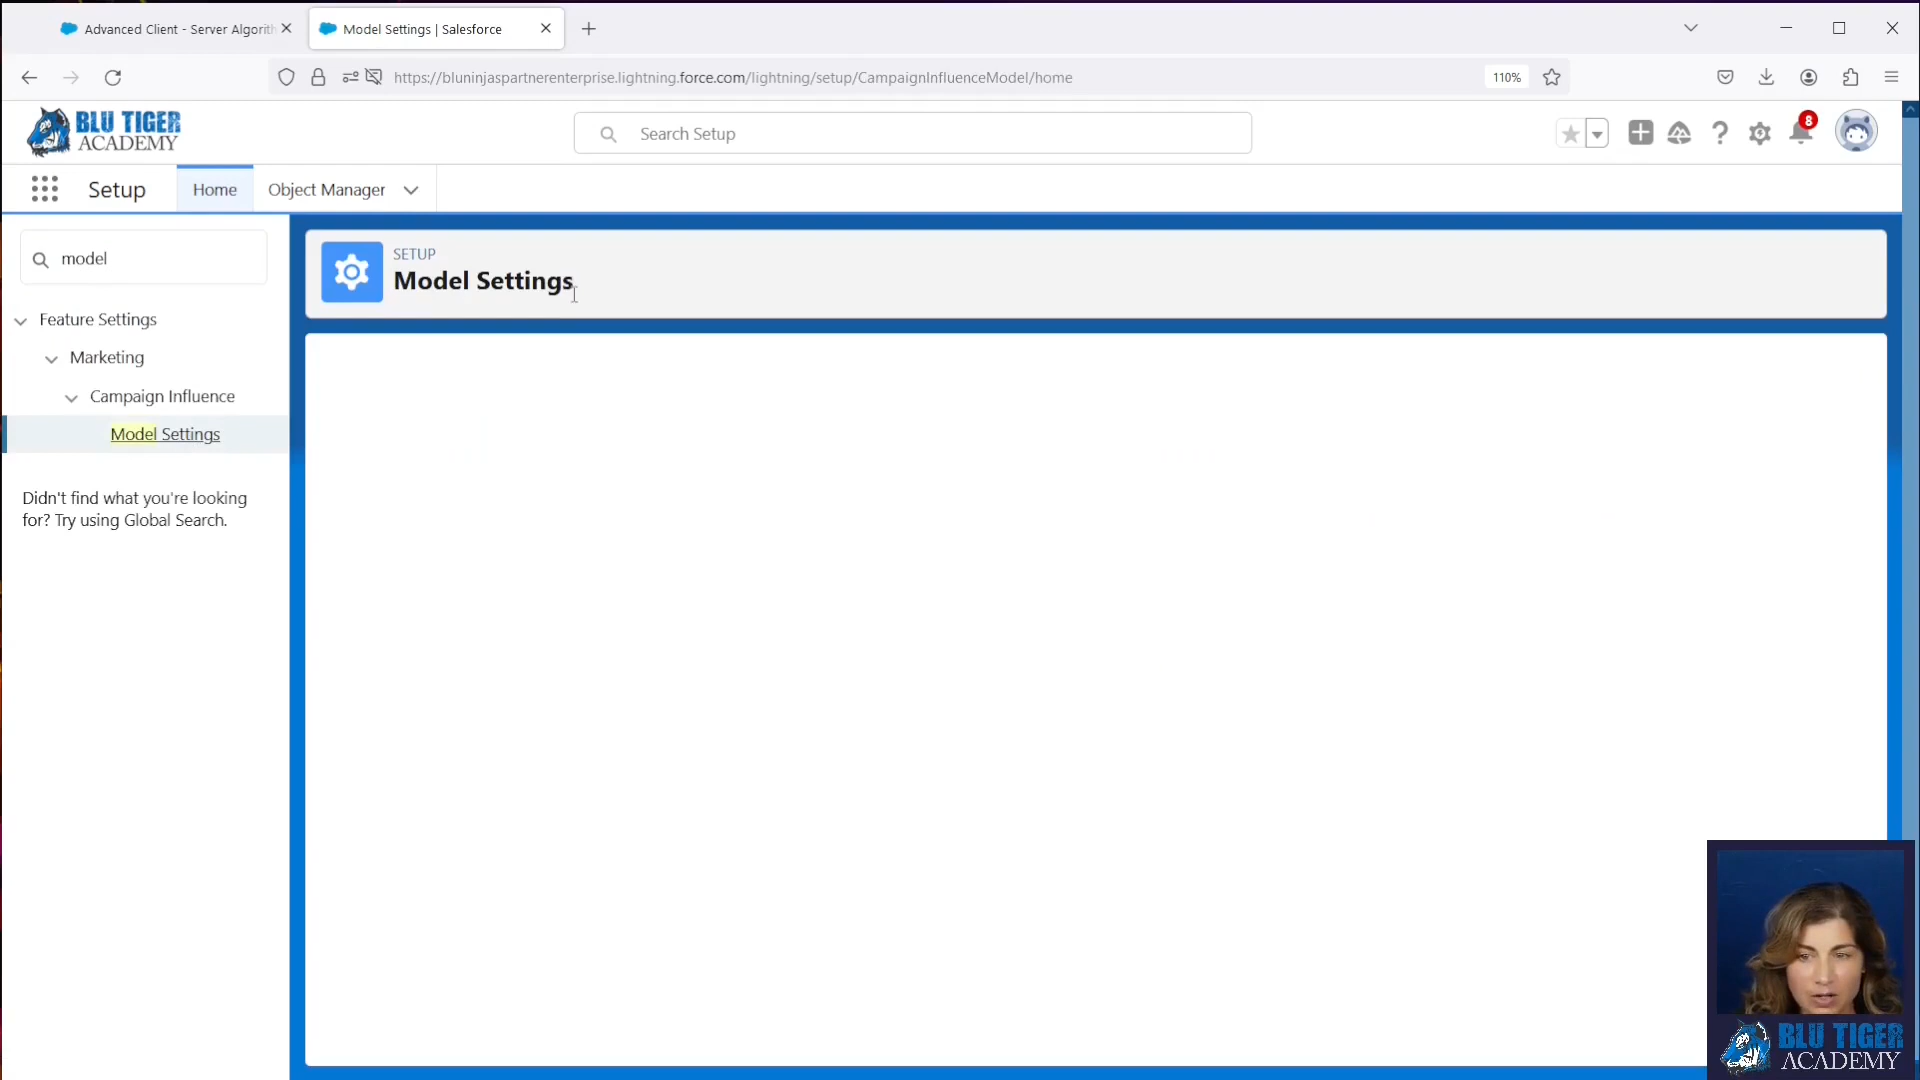 Advanced Client - Server Algorith
Model Settings | Salesforce
https://bluninjaspartnerenterprise.lightning.force.com/lightning/setup/CampaignInfluenceModel/home
110%
BLU TIGER
ACADEMY
Search Setup
8
Setup
Home
Object Manager
model
Feature Settings
Marketing
Campaign Influence
Model Settings
Didn't find what you're looking
for? Try using Global Search.
SETUP
Model Settings
BLU TIGER
ACADEMY